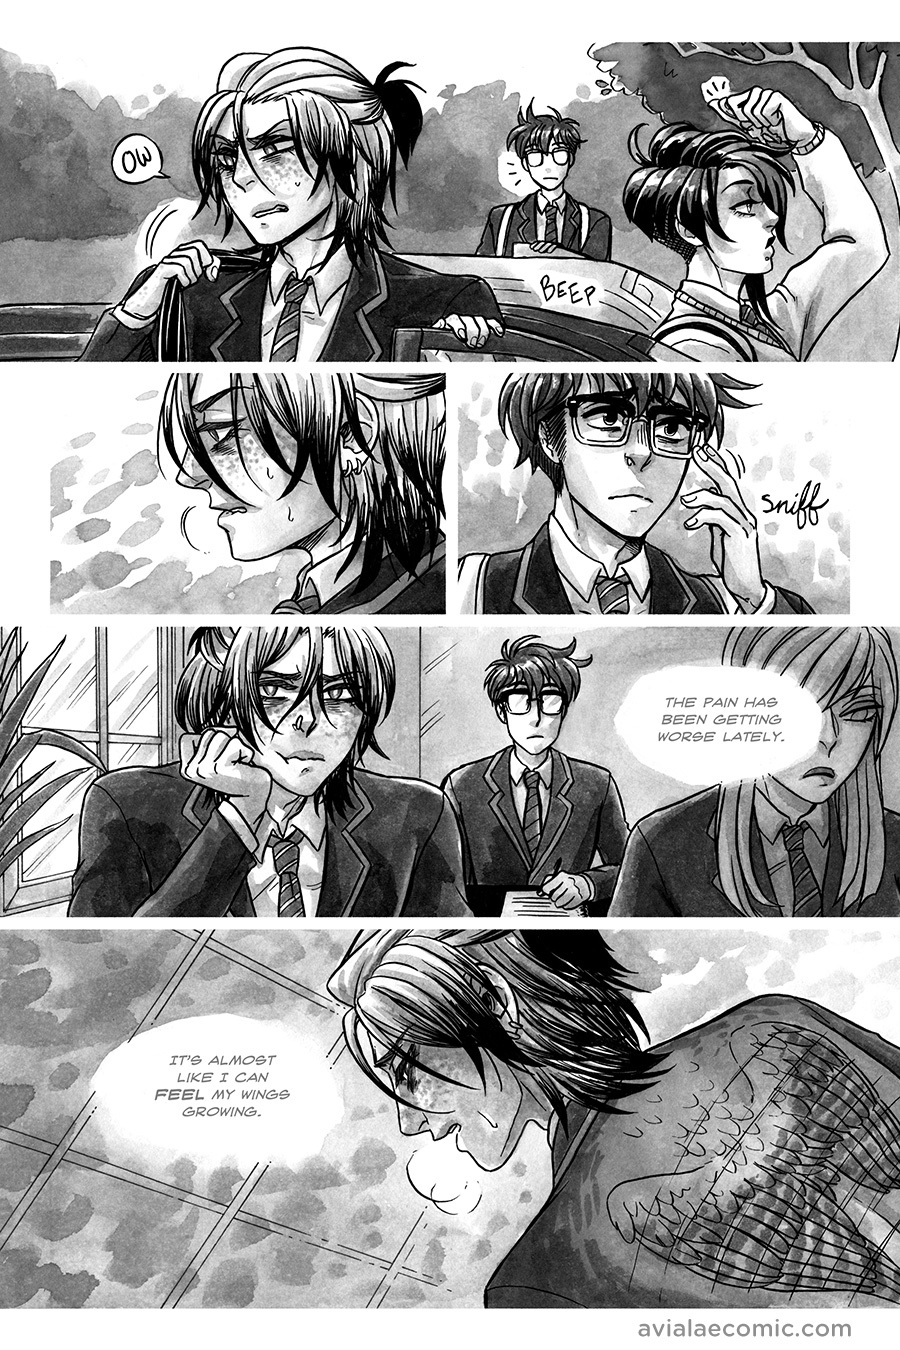 OW
BEEP
sniff
THE PAIN HAS
BEEN GETTING
WORSE LATELY.
IT'S ALMOST
LIKE I CAN
FEEL MY WINGS
GROWING.
avialaecomic.com